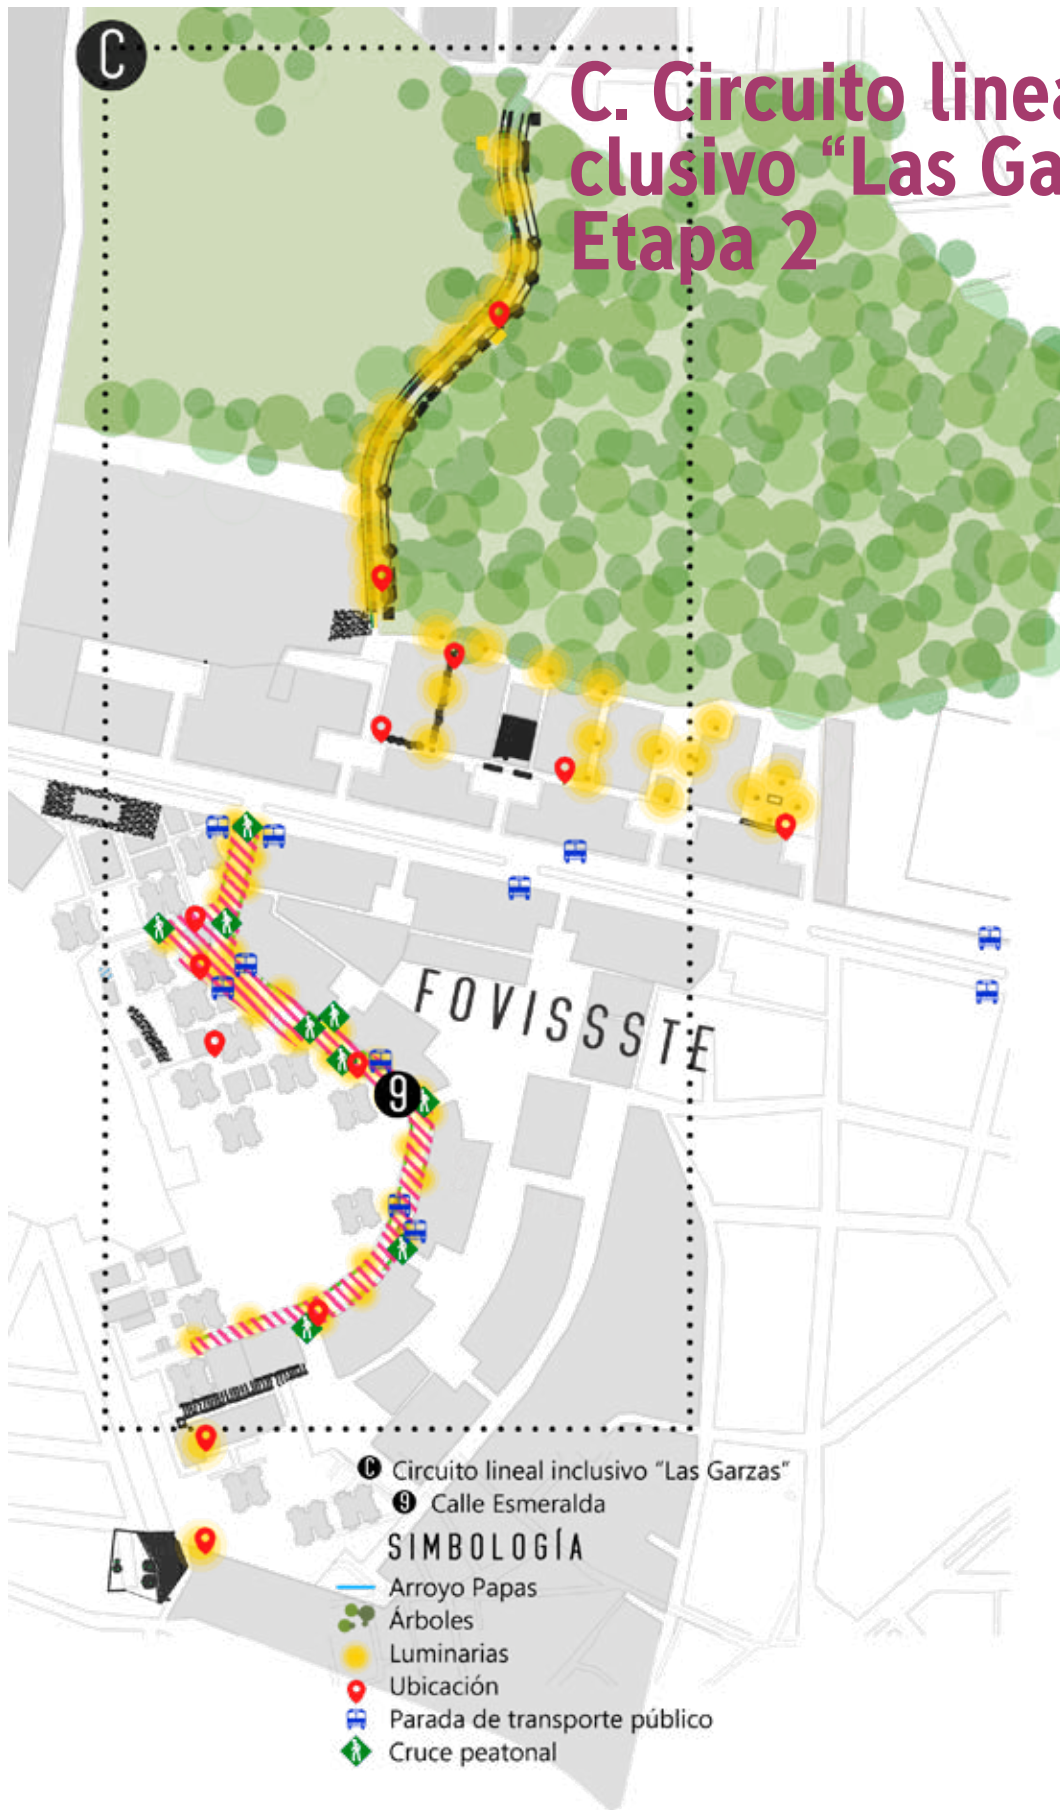 C
C. Circuito linea
clusivo “Las Ga
Etapa 2
FOVISSSTE
9
C Circuito lineal inclusivo “Las Garzas”
9 Calle Esmeralda
SIMBOLOGÍA
Arroyo Papas
Árboles
Luminarias
Ubicación
Parada de transporte público
Cruce peatonal